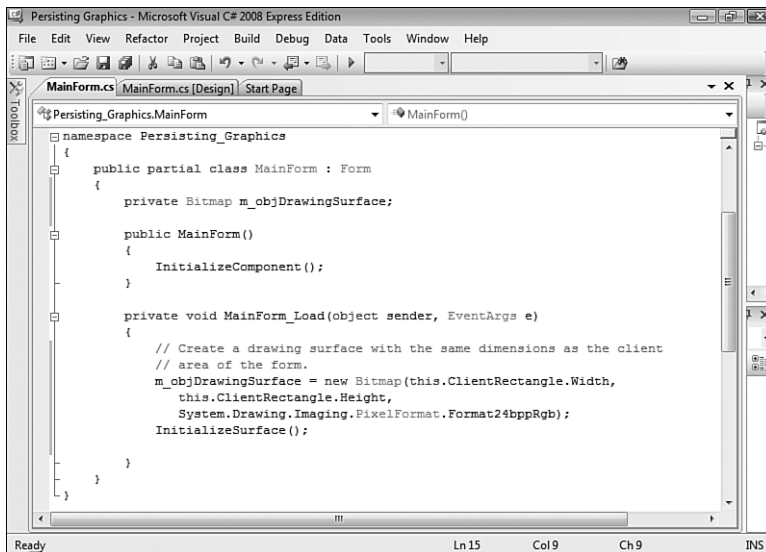 Persisting Graphics - Microsoft Visual C# 2008 Express Edition
File Edit View Refactor Project Build Debug Data Tools Window Help
MainForm.cs MainForm.cs [Design] Start Page
Toolbox
Persisting_Graphics.MainForm MainForm()
namespace Persisting_Graphics
{
public partial class MainForm : Form
{
private Bitmap m_objDrawingSurface;
public MainForm()
{
InitializeComponent();
}
private void MainForm_Load(object sender, EventArgs e)
{
// Create a drawing surface with the same dimensions as the client
// area of the form.
m_objDrawingSurface = new Bitmap(this.ClientRectangle.Width,
this.ClientRectangle.Height,
System.Drawing.Imaging.PixelFormat.Format24bppRgb);
InitializeSurface();
}
}
}
Ready Ln 15 Col 9 Ch 9 INS